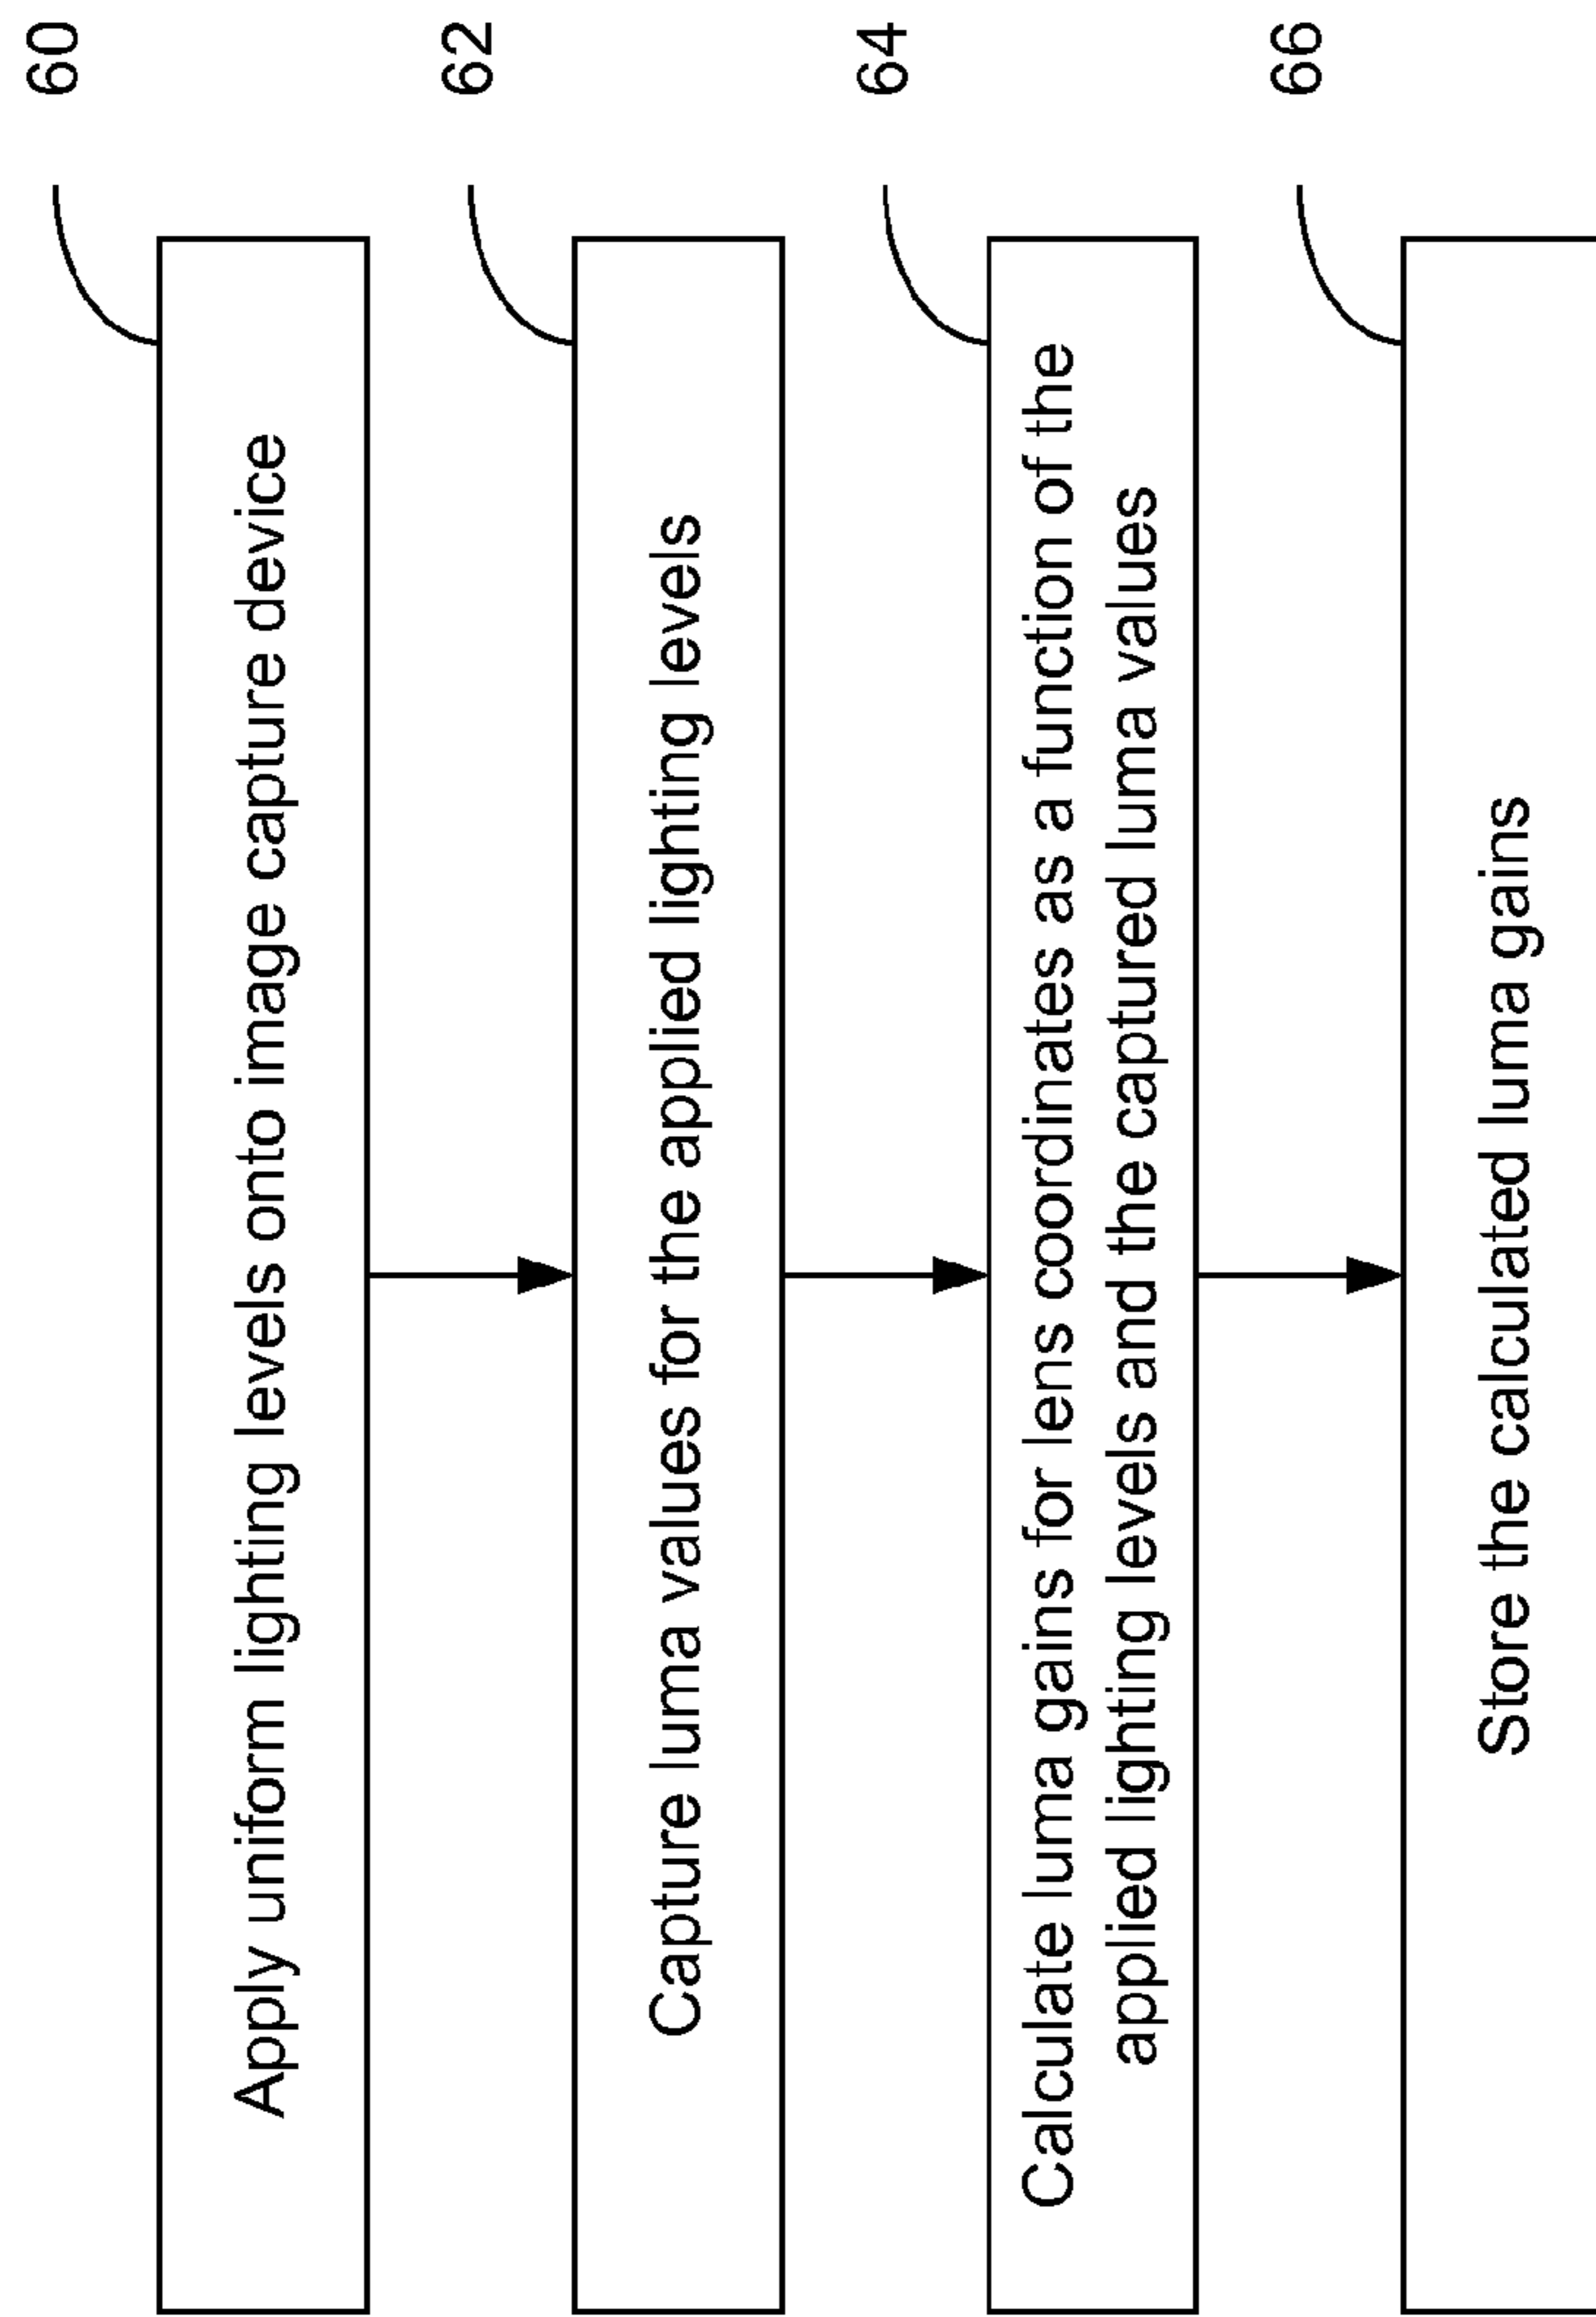 60
Apply uniform lighting levels onto image capture device
62
Capture luma values for the applied lighting levels
64
Calculate luma gains for lens coordinates as a function of the
applied lighting levels and the captured luma values
66
Store the calculated luma gains